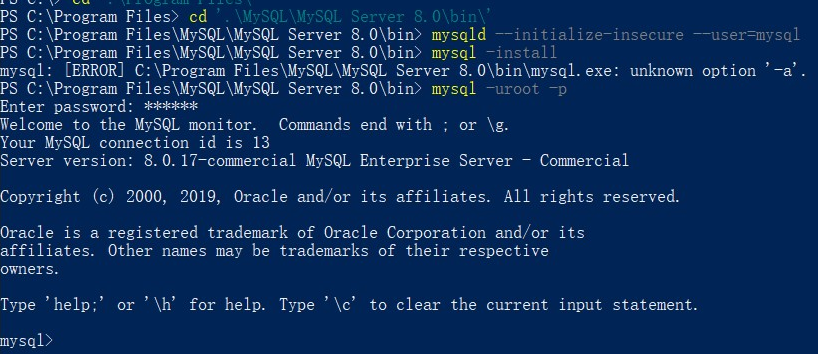 PS C:\> cd '.\Program Files\'
PS C:\Program Files> cd '.\MySQL\MySQL Server 8.0\bin\'
PS C:\Program Files\MySQL\MySQL Server 8.0\bin> mysqld --initialize-insecure --user=mysql
PS C:\Program Files\MySQL\MySQL Server 8.0\bin> mysql -install
mysql: [ERROR] C:\Program Files\MySQL\MySQL Server 8.0\bin\mysql.exe: unknown option '-a'.
PS C:\Program Files\MySQL\MySQL Server 8.0\bin> mysql -uroot -p
Enter password: ******
Welcome to the MySQL monitor.  Commands end with ; or \g.
Your MySQL connection id is 13
Server version: 8.0.17-commercial MySQL Enterprise Server - Commercial
Copyright (c) 2000, 2019, Oracle and/or its affiliates. All rights reserved.
Oracle is a registered trademark of Oracle Corporation and/or its
affiliates. Other names may be trademarks of their respective
owners.
Type 'help;' or '\h' for help. Type '\c' to clear the current input statement.
mysql>